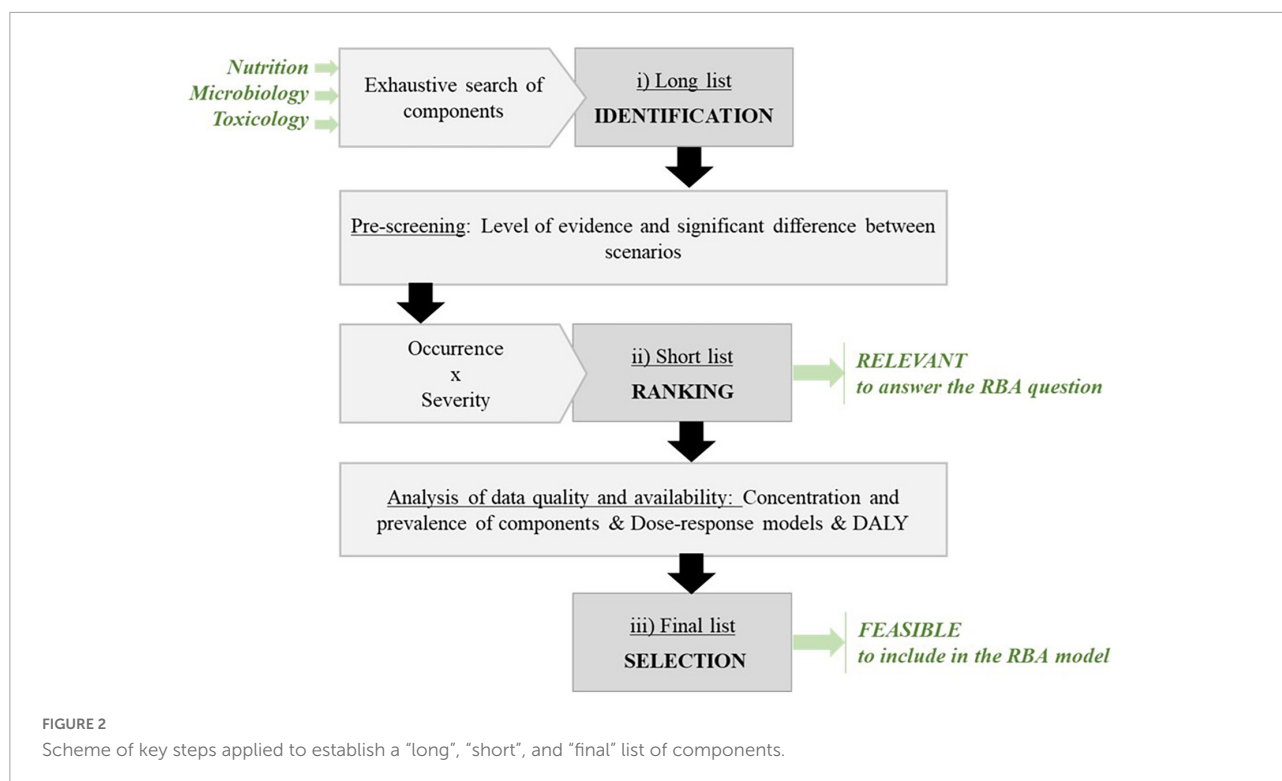 Nutrition
Microbiology
Toxicology
Exhaustive search of
components
i) Long list
IDENTIFICATION
Pre-screening: Level of evidence and significant difference between
scenarios
Occurrence
x
Severity
ii) Short list
RANKING
RELEVANT
to answer the RBA question
Analysis of data quality and availability: Concentration and
prevalence of components & Dose-response models & DALY
iii) Final list
SELECTION
FEASIBLE
to include in the RBA model
FIGURE 2
Scheme of key steps applied to establish a “long”, “short”, and “final” list of components.